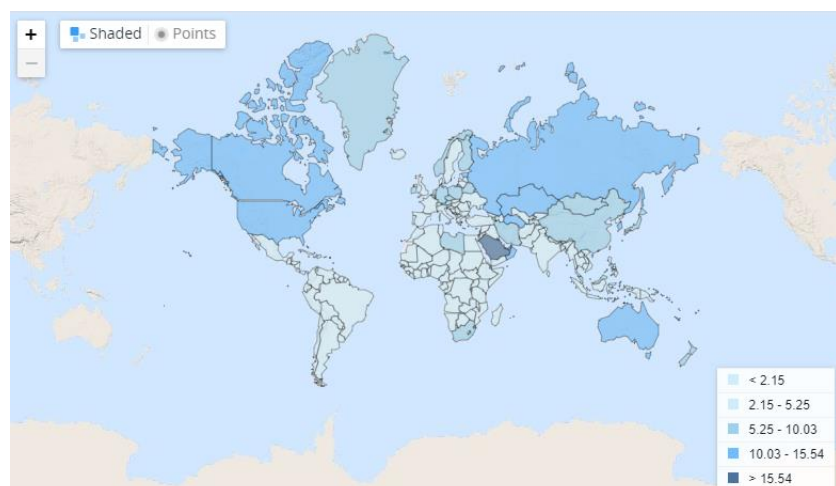 +
Shaded
Points
−
< 2.15
2.15 - 5.25
5.25 - 10.03
10.03 - 15.54
> 15.54